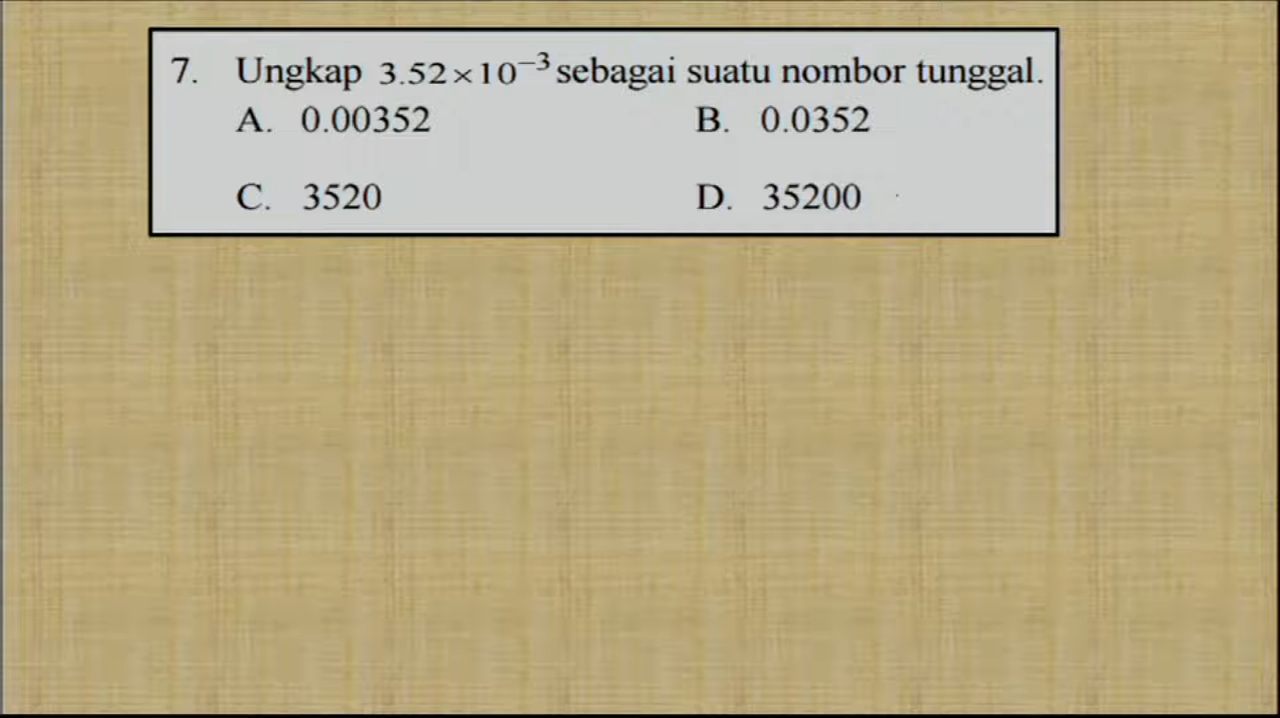 7. Ungkap 3.52×10⁻³ sebagai suatu nombor tunggal.
A. 0.00352 B. 0.0352
C. 3520 D. 35200